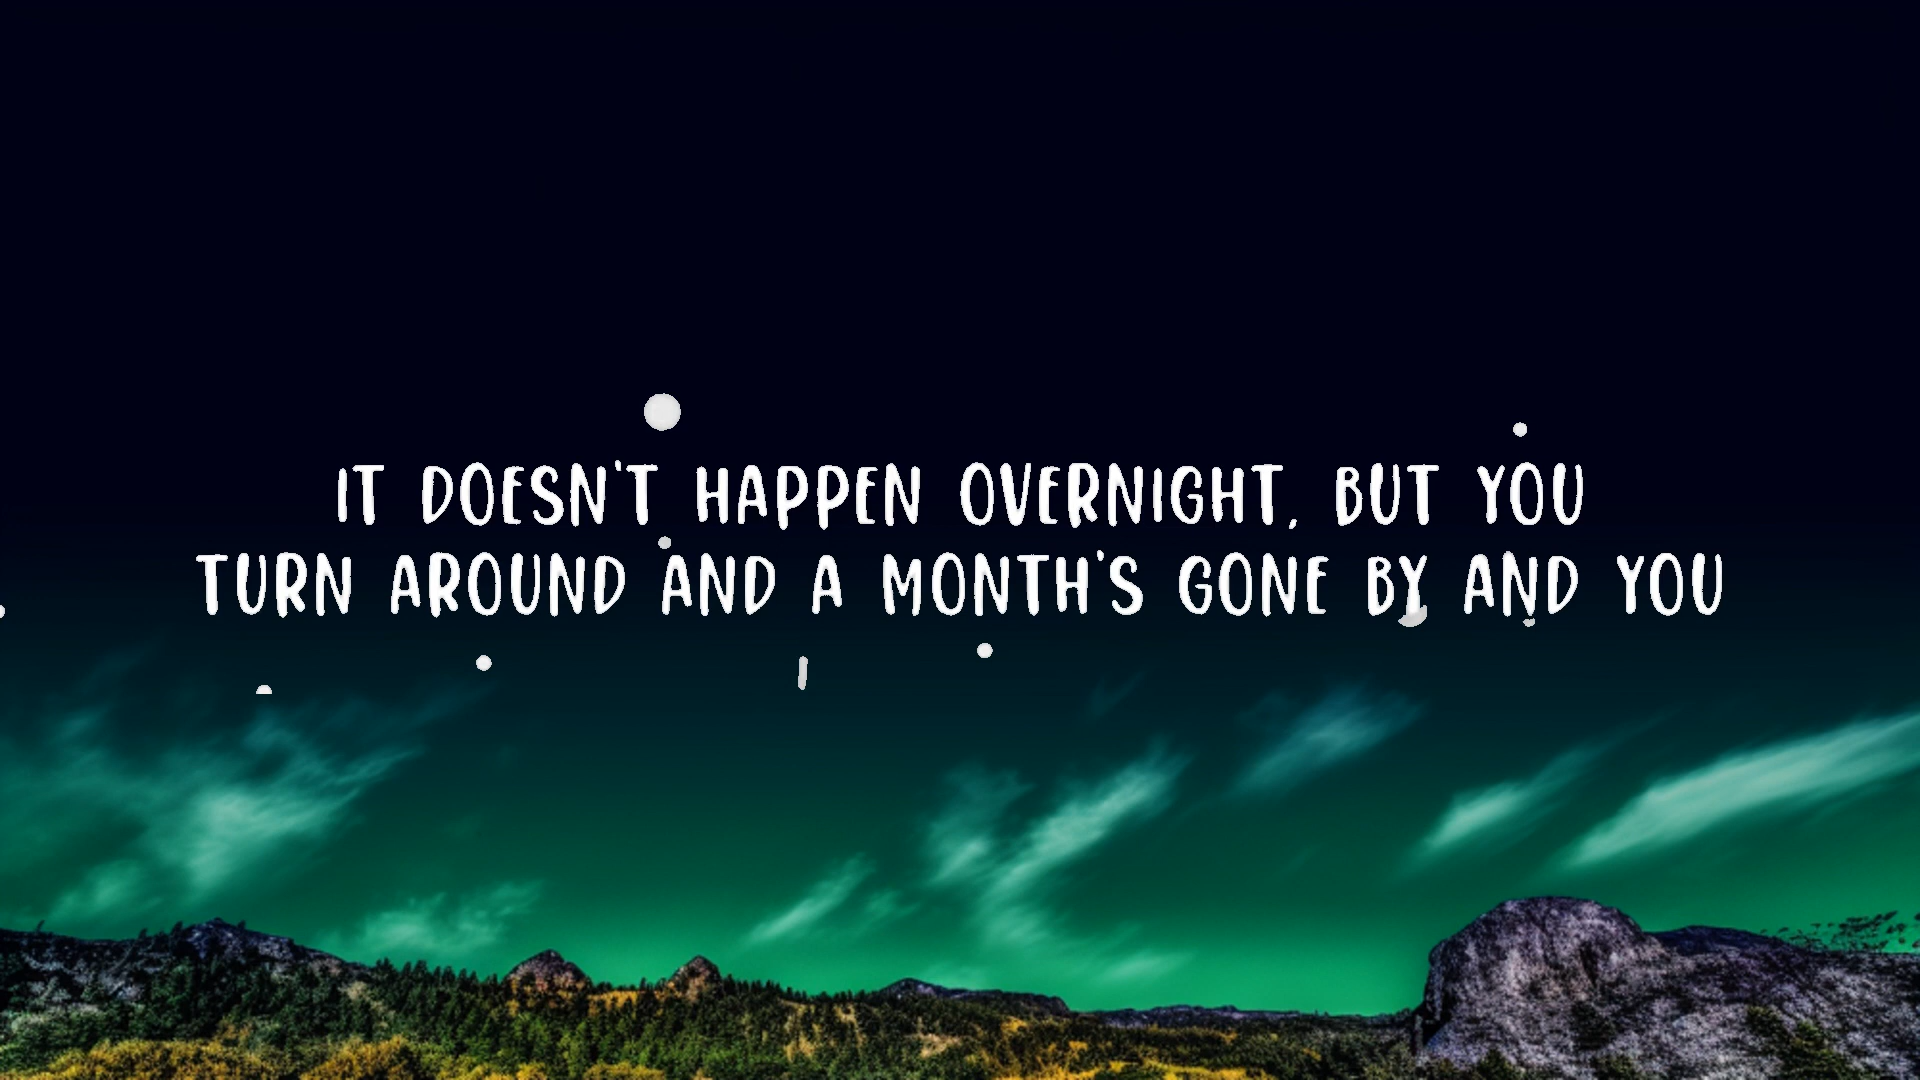 IT DOESN'T HAPPEN OVERNIGHT, BUT YOU
TURN AROUND AND A MONTH'S GONE BY AND YOU